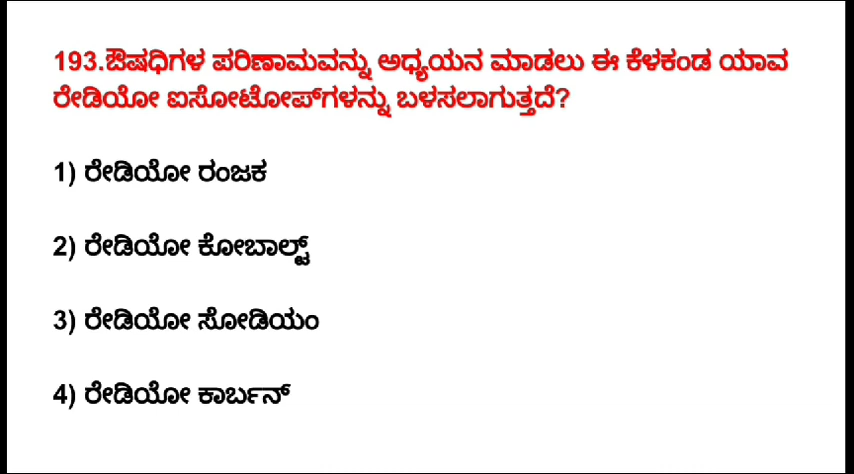 193.ಔಷಧಿಗಳ ಪರಿಣಾಮವನ್ನು ಅಧ್ಯಯನ ಮಾಡಲು ಈ ಕೆಳಕಂಡ ಯಾವ
ರೇಡಿಯೋ ಐಸೋಟೋಪ್‌ಗಳನ್ನು ಬಳಸಲಾಗುತ್ತದೆ?
1) ರೇಡಿಯೋ ರಂಜಕ
2) ರೇಡಿಯೋ ಕೋಬಾಲ್ಟ್
3) ರೇಡಿಯೋ ಸೋಡಿಯಂ
4) ರೇಡಿಯೋ ಕಾರ್ಬನ್